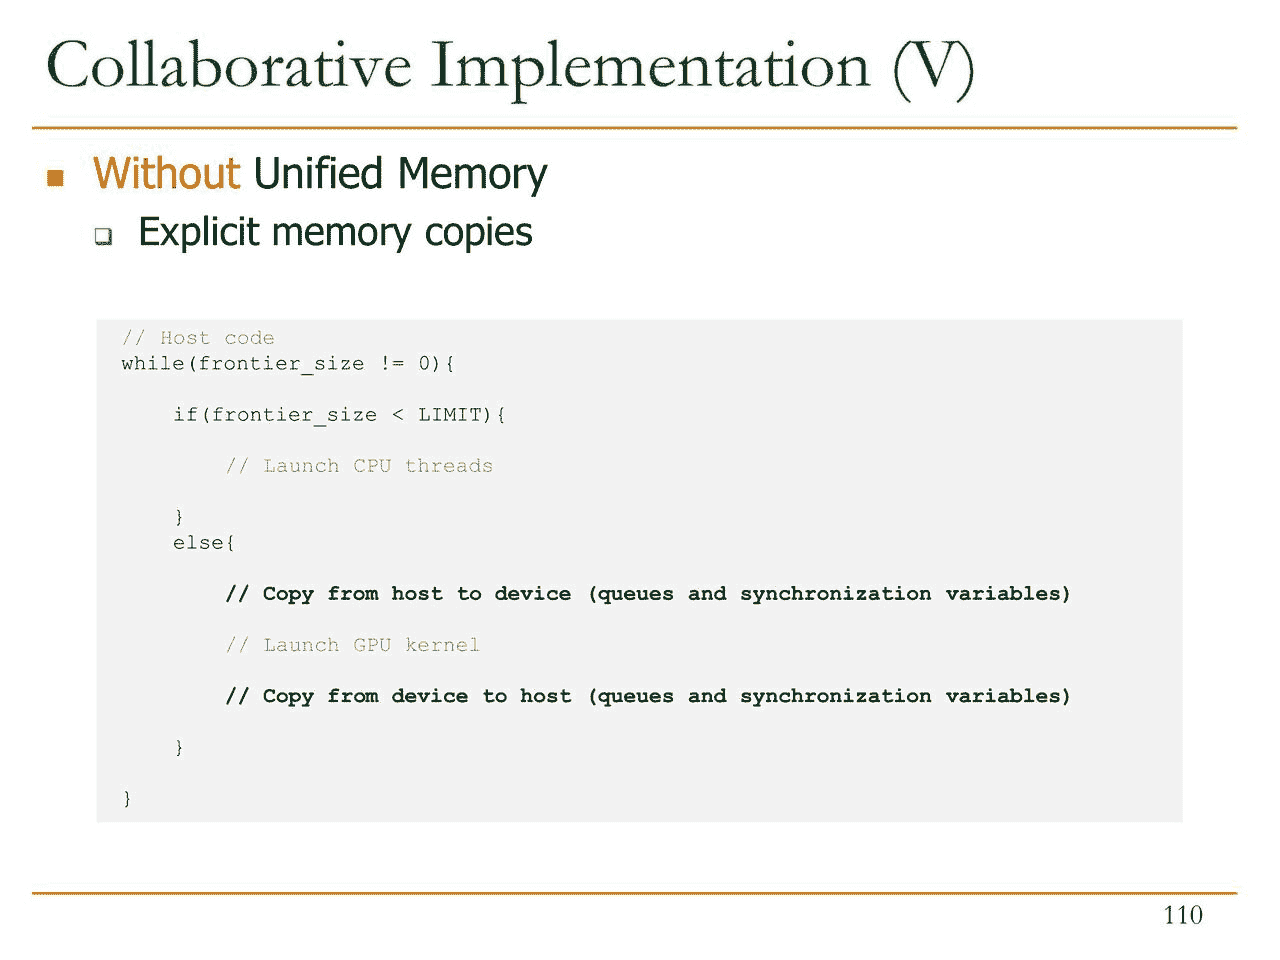 Collaborative Implementation (V)
Without Unified Memory
Explicit memory copies
// Host code
while(frontier_size != 0){
if(frontier_size < LIMIT){
// Launch CPU threads
}
else{
// Copy from host to device (queues and synchronization variables)
// Launch GPU kernel
// Copy from device to host (queues and synchronization variables)
}
}
110